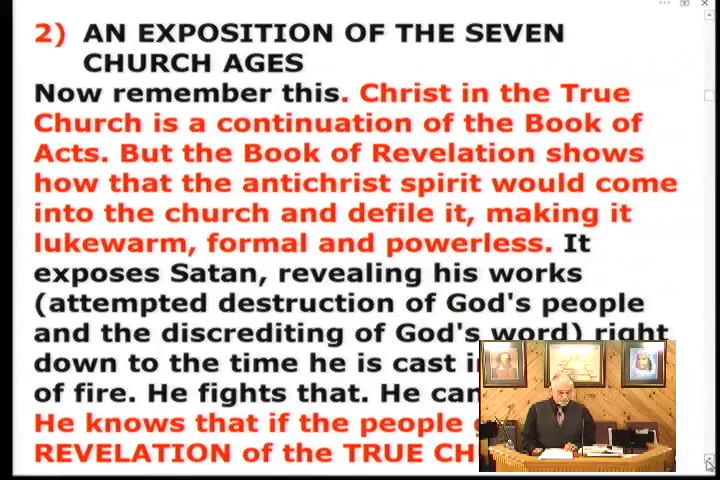 2) AN EXPOSITION OF THE SEVEN
CHURCH AGES
Now remember this. Christ in the True
Church is a continuation of the Book of
Acts. But the Book of Revelation shows
how that the antichrist spirit would come
into the church and defile it, making it
lukewarm, formal and powerless. It
exposes Satan, revealing his works
(attempted destruction of God's people
and the discrediting of God's word) right
down to the time he is cast
of fire. He fights that. He
He knows that if the people
REVELATION of the TRUE